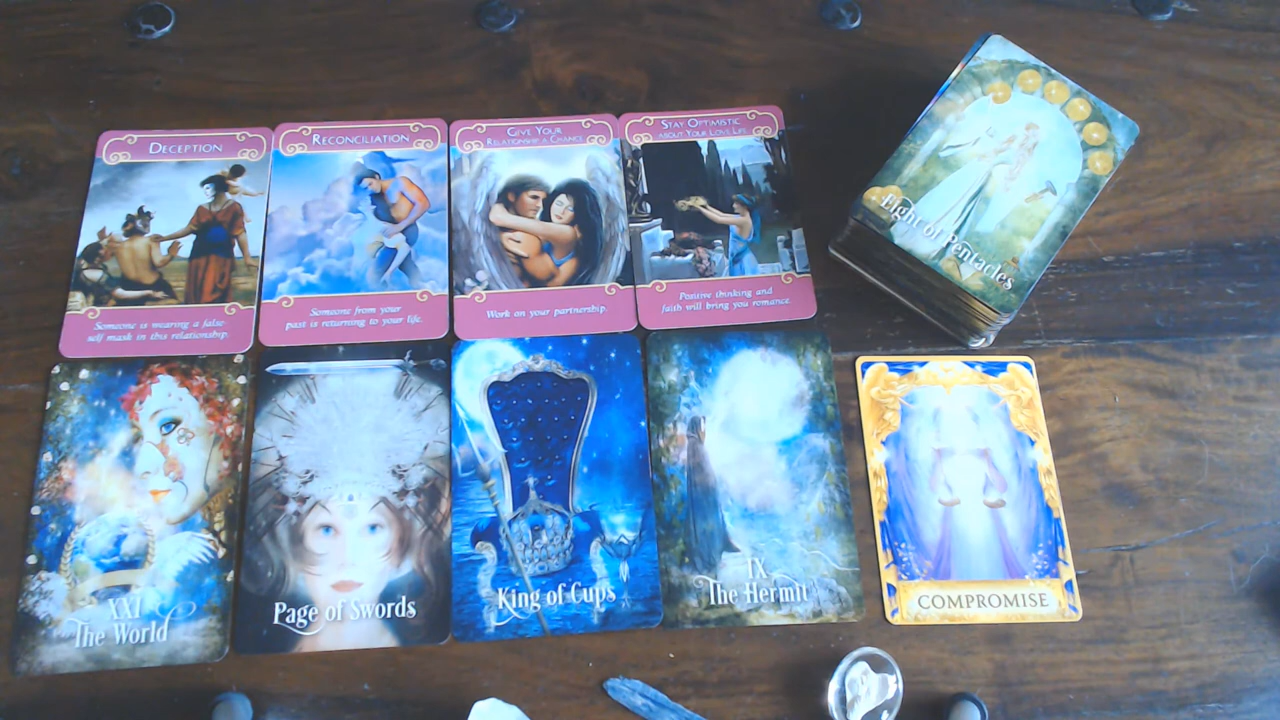 DECEPTION
Someone is wearing a false
self mask in this relationship.
RECONCILIATION
Someone from your
past is returning to your life.
GIVE YOUR
RELATIONSHIP A CHANCE
Work on your partnership.
STAY OPTIMISTIC
ABOUT YOUR LOVE LIFE
Positive thinking and
faith will bring you romance.
Eight of Pentacles
XXI
The World
Page of Swords
King of Cups
IX
The Hermit
COMPROMISE